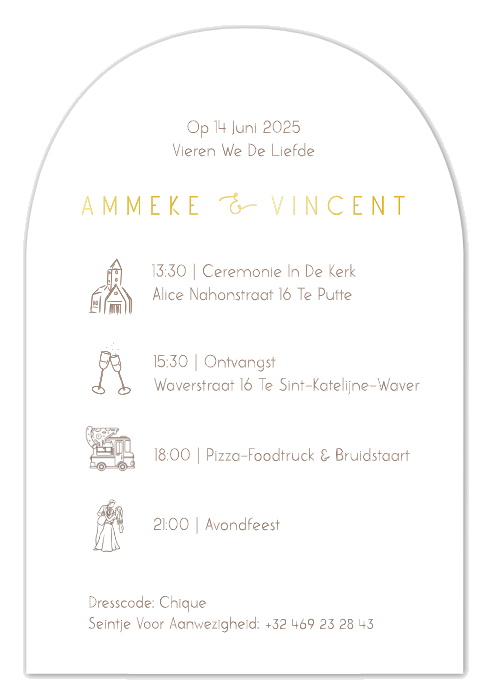 Op 14 Juni 2025
Vieren We De Liefde
AMMEKE & VINCENT
13:30 | Ceremonie In De Kerk
Alice Nahonstraat 16 Te Putte
15:30 | Ontvangst
Waverstraat 16 Te Sint-Katelijne-Waver
18:00 | Pizza-Foodtruck & Bruidstaart
21:00 | Avondfeest
Dresscode: Chique
Seintje Voor Aanwezigheid: +32 469 23 28 43